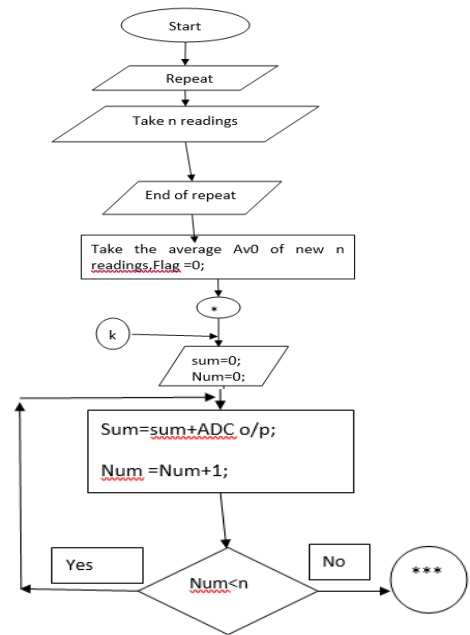 Start
Repeat
Take n readings
End of repeat
Take the average Av0 of new n
readings,Flag =0;
*
k
sum=0;
Num=0;
Sum=sum+ADC o/p;
Num =Num+1;
Yes
Num<n
No
***